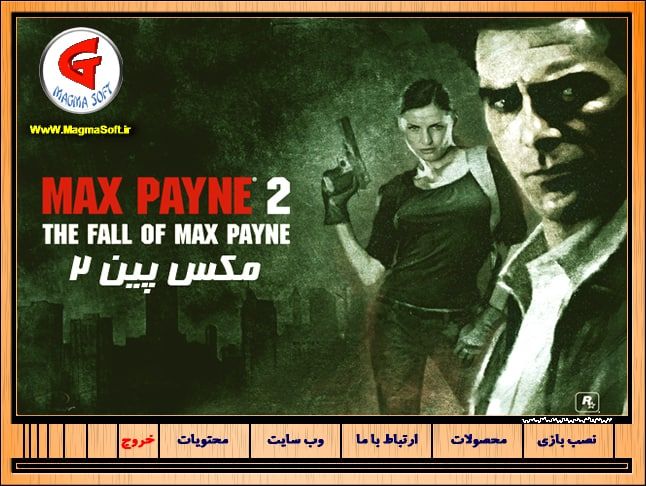 G
MAGMA SOFT
WwW.MagmaSoft.ir
MAX PAYNE® 2
THE FALL OF MAX PAYNE
مکس پین ۲
R
نصب بازی محصولات ارتباط با ما وب سایت محتویات خروج